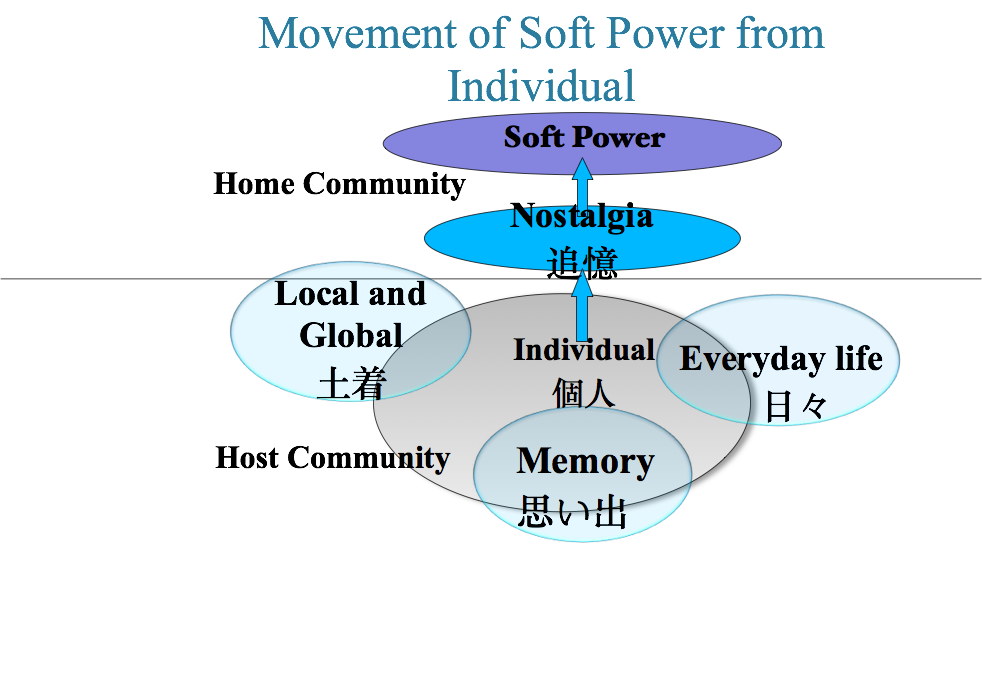 Movement of Soft Power from
Individual
Soft Power
Home Community
Nostalgia
追憶
Local and
Global
土着
Individual
個人
Everyday life
日々
Host Community
Memory
思い出